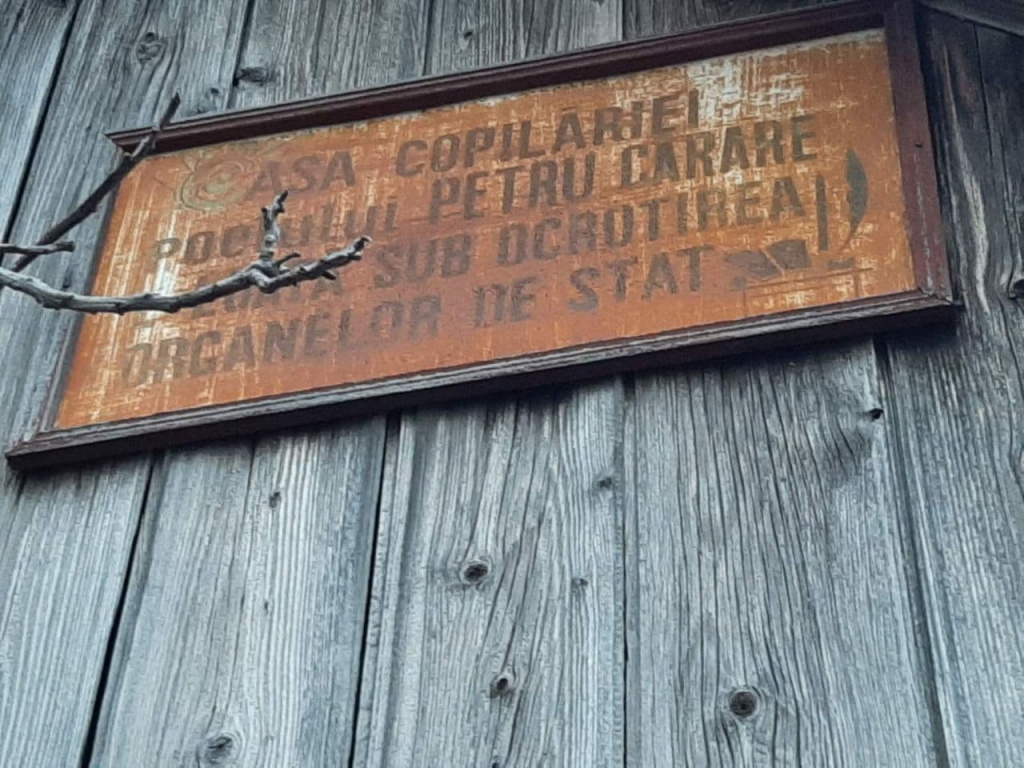 CASA COPILĂRIEI
POETULUI PETRU CĂRARE
SUB OCROTIREA
ORGANELOR DE STAT